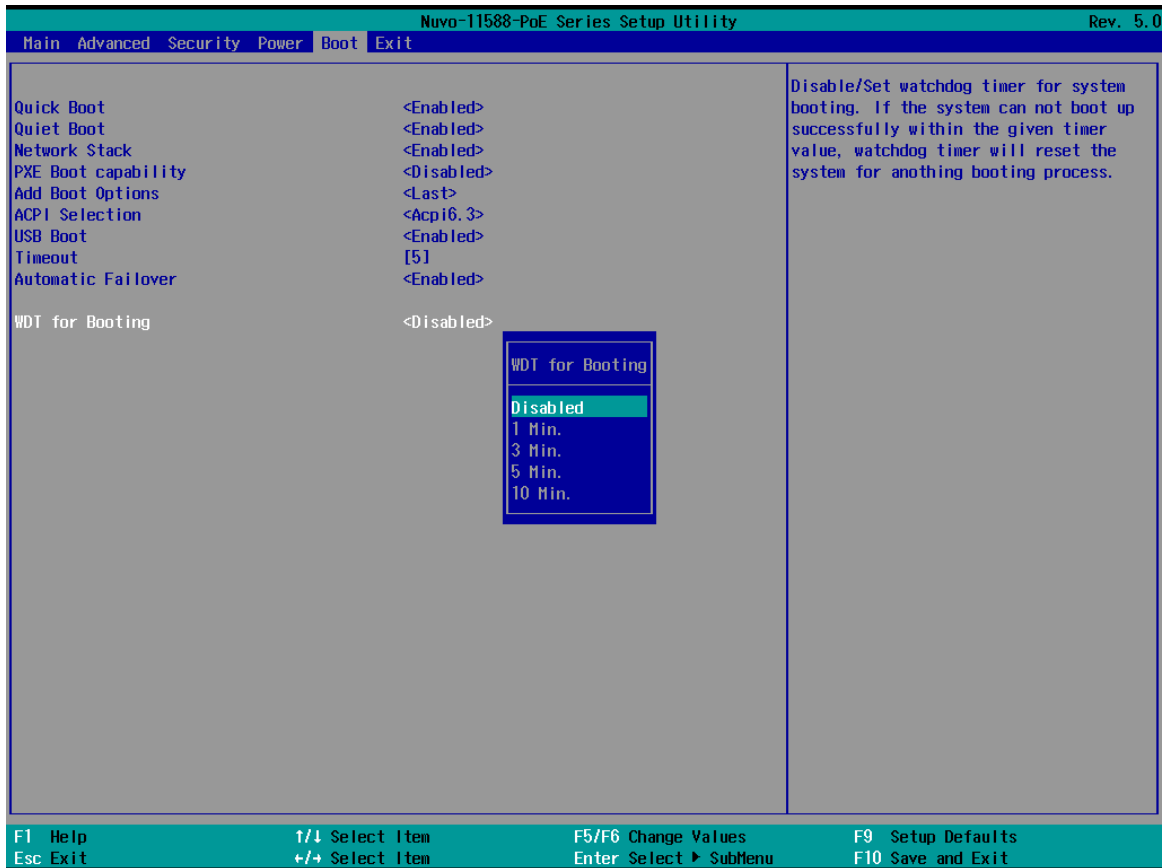 Nuvo-11588-PoE Series Setup Utility Rev. 5.0
Main Advanced Security Power Boot Exit
Quick Boot <Enabled>
Quiet Boot <Enabled>
Network Stack <Enabled>
PXE Boot capability <Disabled>
Add Boot Options <Last>
ACPI Selection <Acpi6.3>
USB Boot <Enabled>
Timeout [5]
Automatic Failover <Enabled>
WDT for Booting <Disabled>
WDT for Booting
Disabled
1 Min.
3 Min.
5 Min.
10 Min.
Disable/Set watchdog timer for system
booting. If the system can not boot up
successfully within the given timer
value, watchdog timer will reset the
system for anothing booting process.
F1 Help ↑/↓ Select Item F5/F6 Change Values F9 Setup Defaults
Esc Exit ←/→ Select Item Enter Select ▶ SubMenu F10 Save and Exit